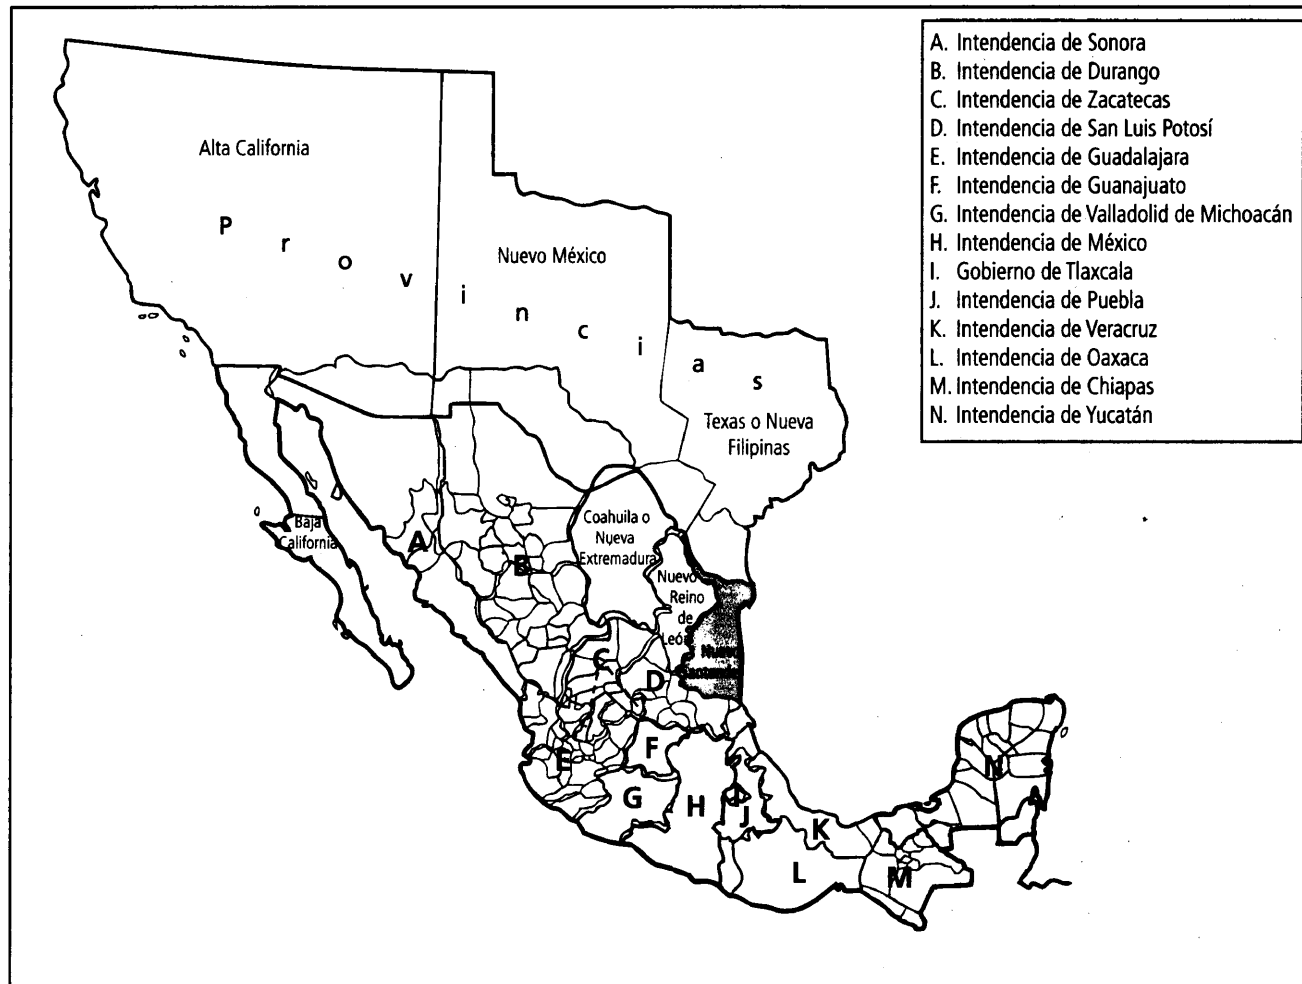 A. Intendencia de Sonora
B. Intendencia de Durango
C. Intendencia de Zacatecas
D. Intendencia de San Luis Potosí
E. Intendencia de Guadalajara
F. Intendencia de Guanajuato
G. Intendencia de Valladolid de Michoacán
H. Intendencia de México
I. Gobierno de Tlaxcala
J. Intendencia de Puebla
K. Intendencia de Veracruz
L. Intendencia de Oaxaca
M. Intendencia de Chiapas
N. Intendencia de Yucatán
Alta California
P r o v i n c i a s
Nuevo México
Texas o Nueva
Filipinas
Coahuila o
Nueva
Extremadura
Baja
California
Nuevo
Reino
de
León
Nuevo
Santander
A
B
C
D
E
F
G
H
I
J
K
L
M
N